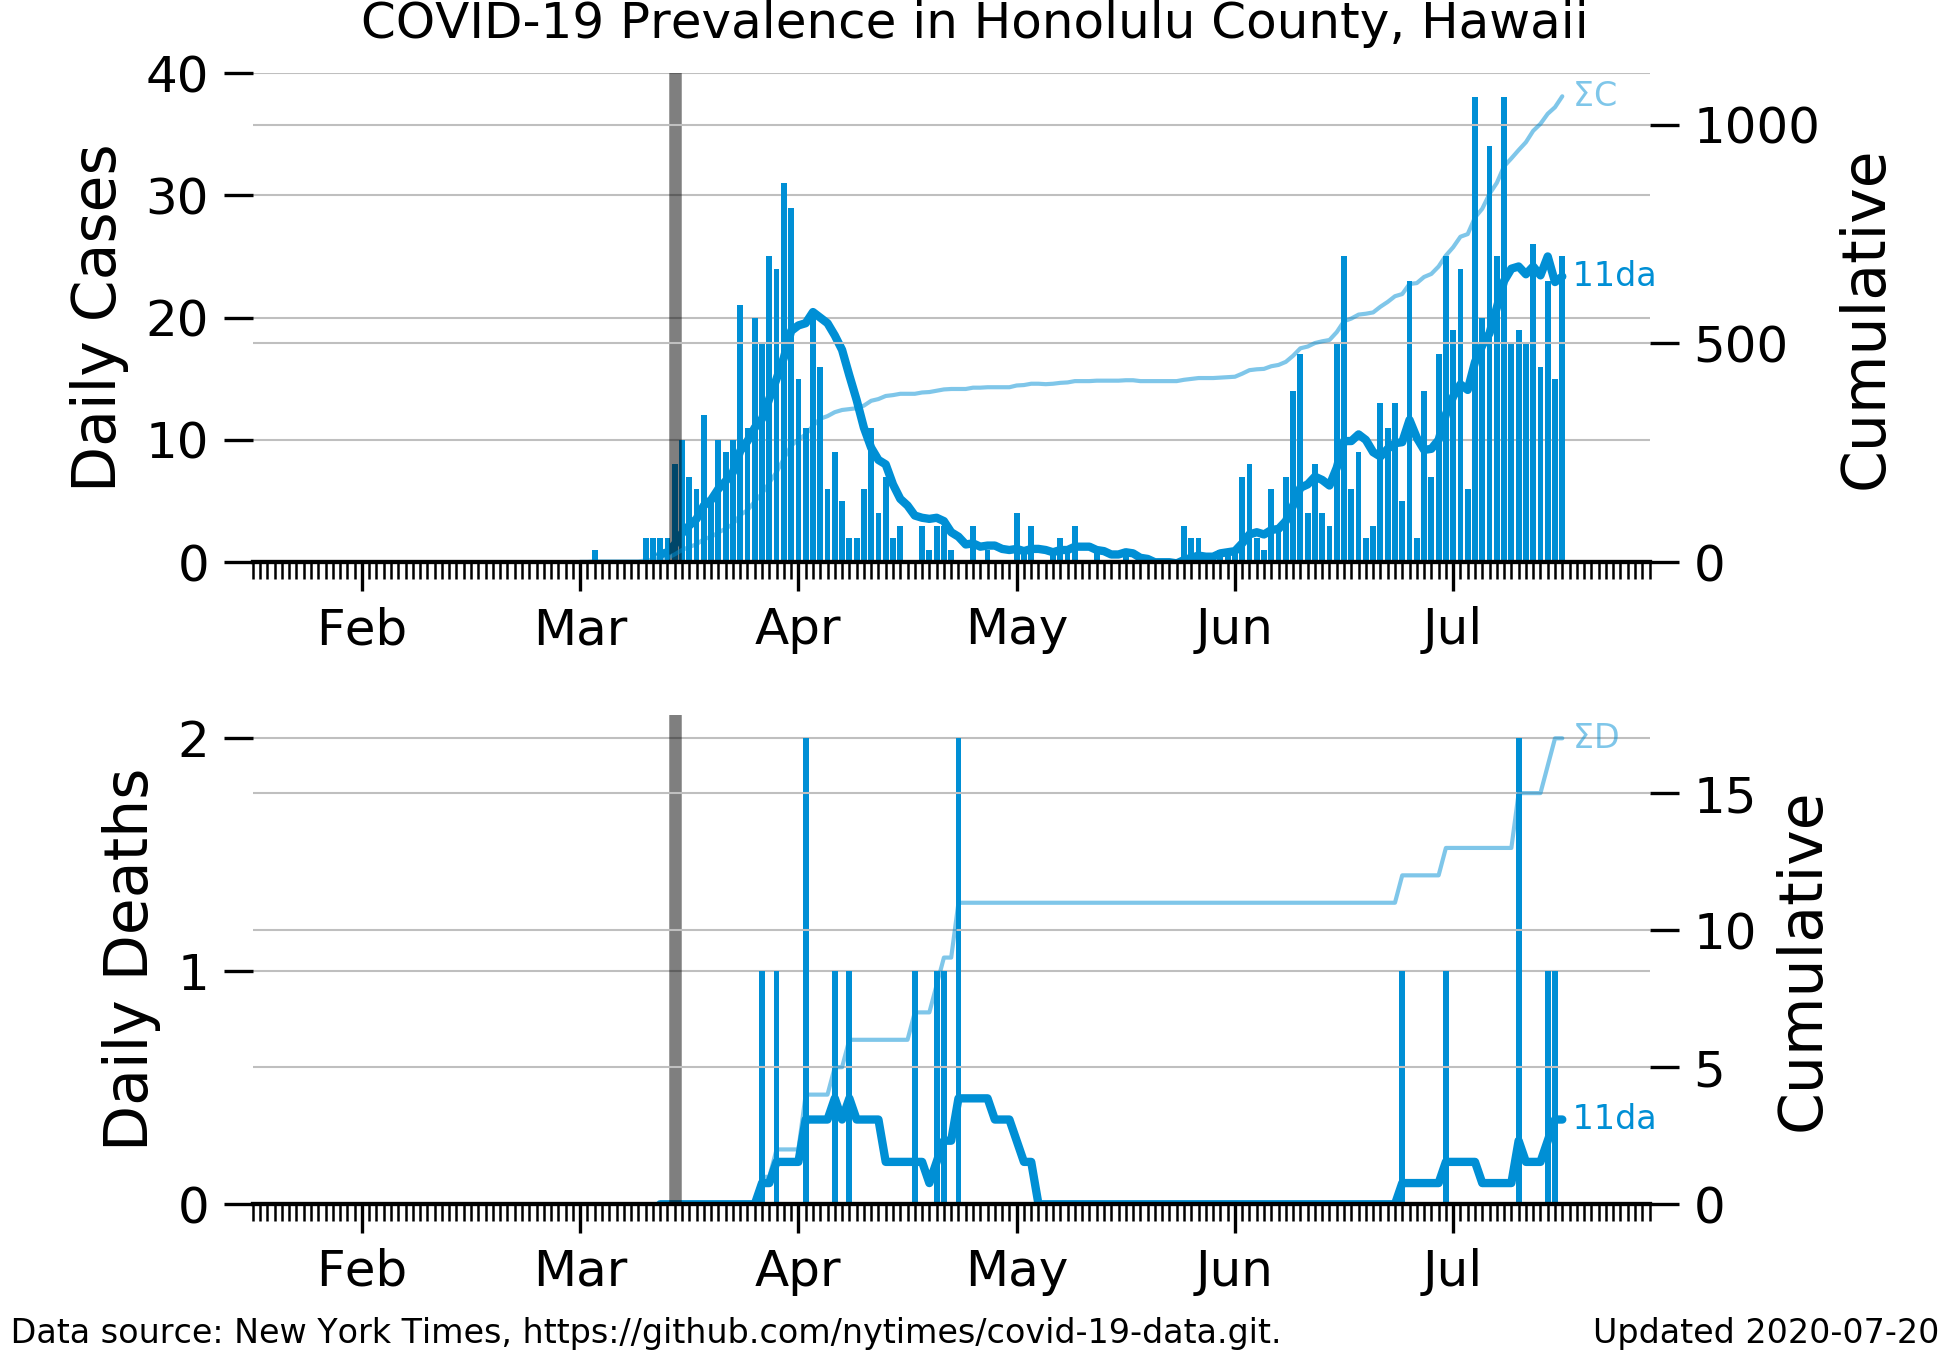 COVID-19 Prevalence in Honolulu County, Hawaii
Daily Cases
40
30
20
10
0
ΣC
11da
1000
500
0
Cumulative
Feb Mar Apr May Jun Jul
Daily Deaths
2
1
0
ΣD
11da
15
10
5
0
Cumulative
Feb Mar Apr May Jun Jul
Data source: New York Times, https://github.com/nytimes/covid-19-data.git.
Updated 2020-07-20